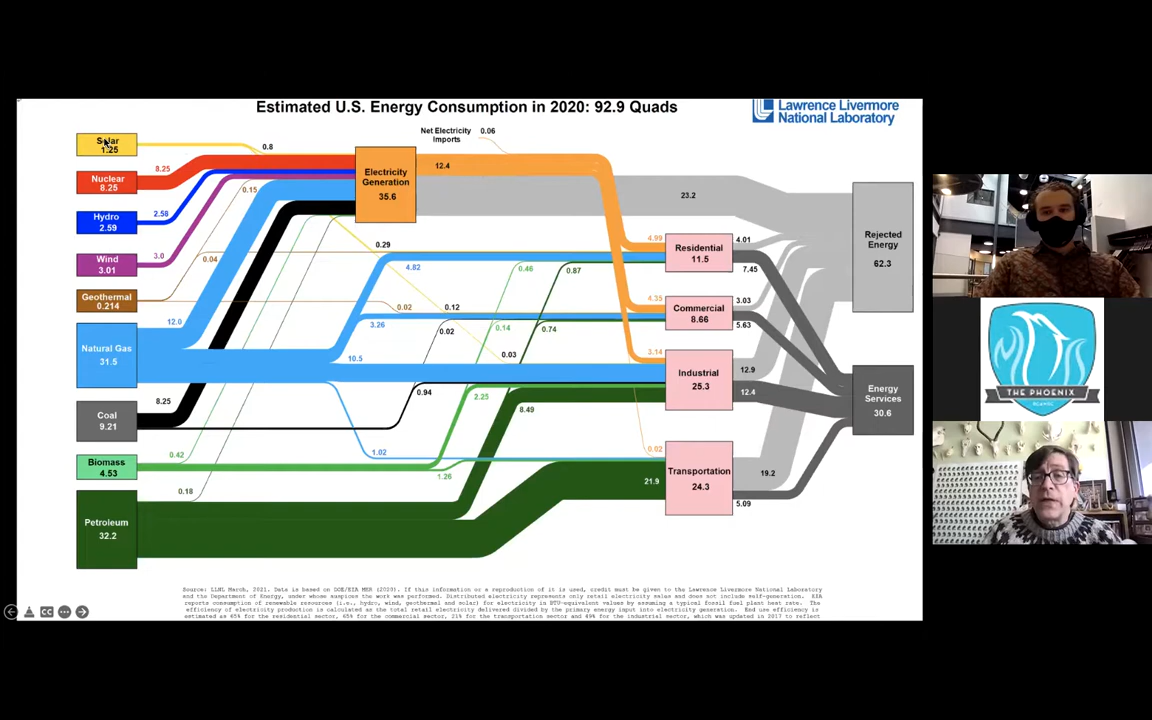 Estimated U.S. Energy Consumption in 2020: 92.9 Quads
Lawrence Livermore
National Laboratory
Net Electricity
Imports
0.06
Solar
1.25
0.8
Nuclear
8.25
8.25
Hydro
2.59
2.58
Wind
3.01
3.0
Geothermal
0.214
0.15
0.04
0.02
Natural Gas
31.5
12.0
Coal
9.21
8.25
Biomass
4.53
0.42
Petroleum
32.2
0.18
Electricity
Generation
35.6
12.4
23.2
0.29
4.82
3.26
10.5
0.12
0.02
0.03
0.94
1.02
0.46
0.14
2.25
1.26
0.87
0.74
8.49
21.9
4.99
4.35
3.14
0.02
Residential
11.5
4.01
7.45
Commercial
8.66
3.03
5.63
Industrial
25.3
12.9
12.4
Transportation
24.3
19.2
5.09
Rejected
Energy
62.3
Energy
Services
30.6
Source: LLNL March, 2021. Data is based on DOE/EIA MER (2020). If this information or a reproduction of it is used, credit must be given to the Lawrence Livermore National Laboratory
and the Department of Energy, under whose auspices the work was performed. Distributed electricity represents only retail electricity sales and does not include self-generation. EIA
reports consumption of renewable resources (i.e., hydro, wind, geothermal and solar) for electricity in BTU-equivalent values by assuming a typical fossil fuel plant heat rate. The
efficiency of electricity production is calculated as the total retail electricity delivered divided by the primary energy input into electricity generation. End use efficiency is
estimated as 65% for the residential sector, 65% for the commercial sector, 21% for the transportation sector and 49% for the industrial sector, which was updated in 2017 to reflect
CC
THE PHOENIX